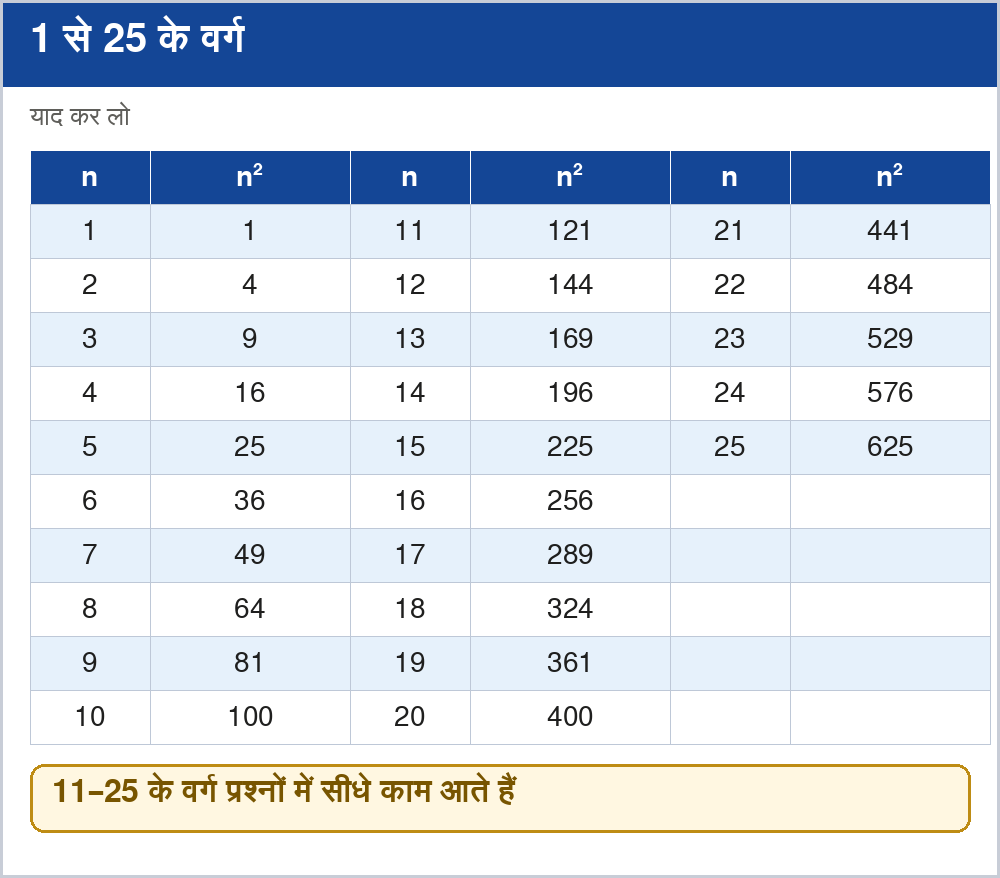 1 से 25 के वर्ग
याद कर लो
n n² n n² n n²
1 1 11 121 21 441
2 4 12 144 22 484
3 9 13 169 23 529
4 16 14 196 24 576
5 25 15 225 25 625
6 36 16 256
7 49 17 289
8 64 18 324
9 81 19 361
10 100 20 400
11–25 के वर्ग प्रश्नों में सीधे काम आते हैं